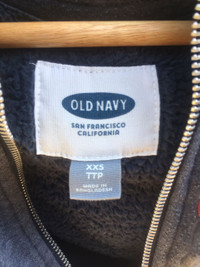 OLD NAVY
SAN FRANCISCO
CALIFORNIA
XXS
TTP
MADE IN
BANGLADESH